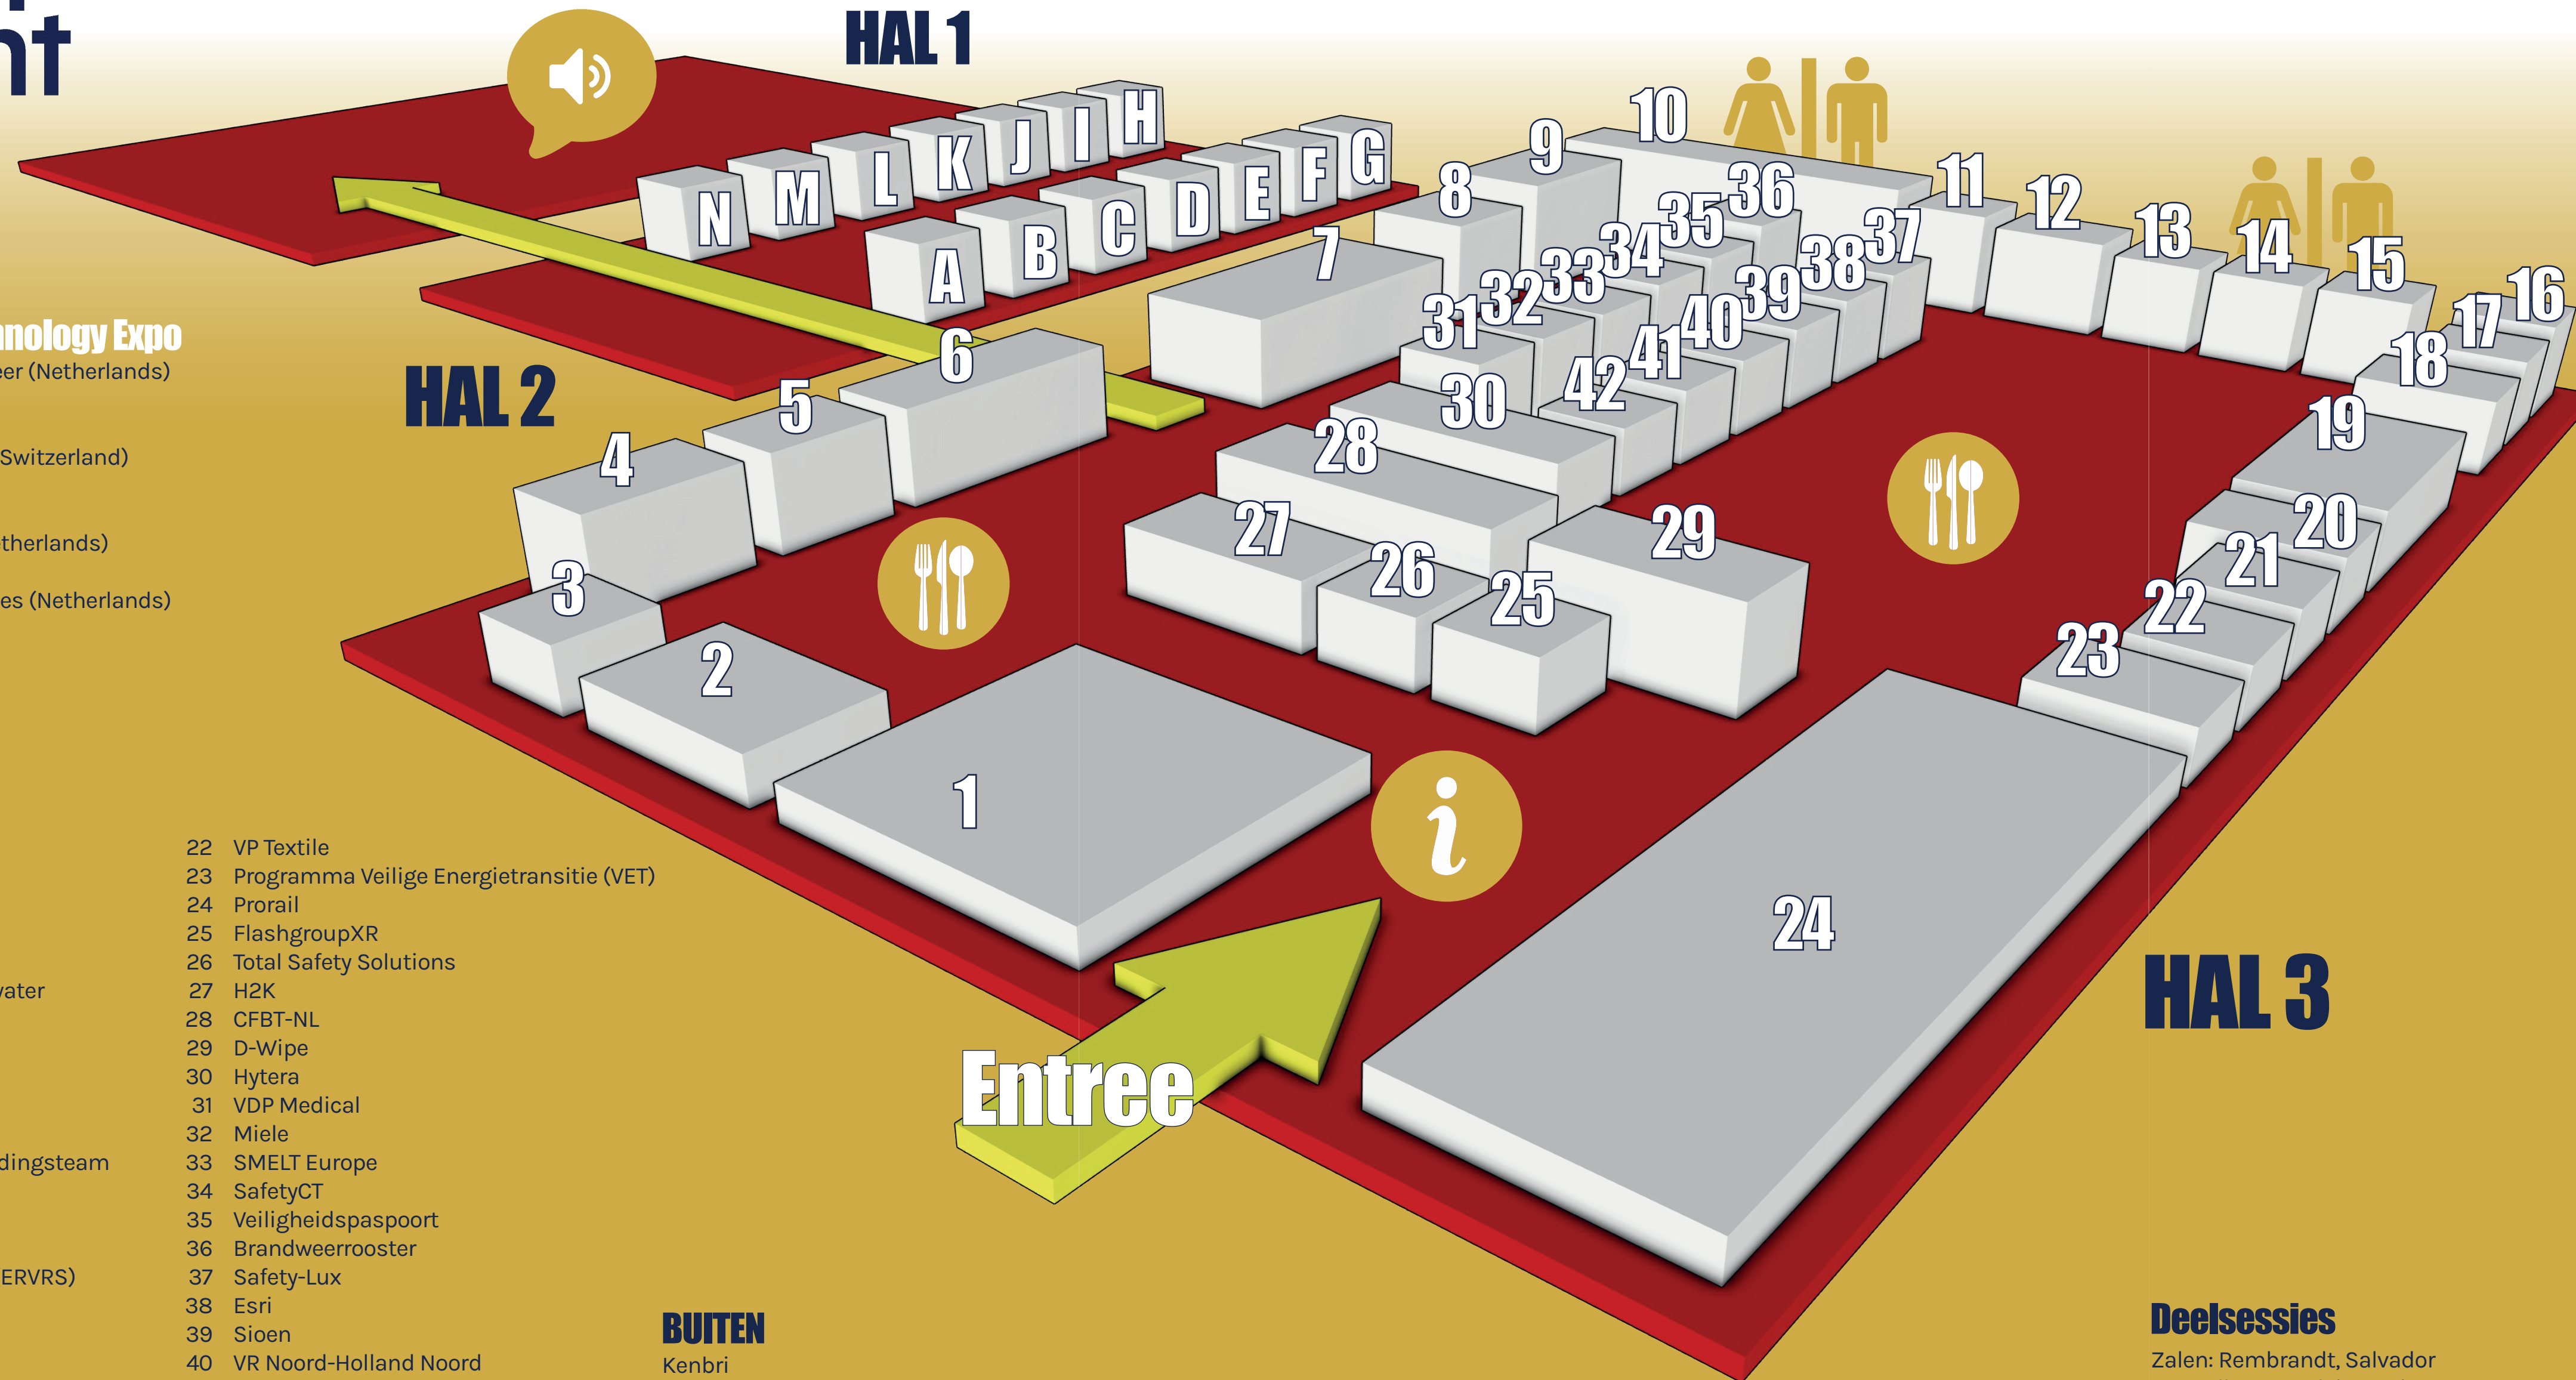 nt
HAL 1
H
I
J
K
L
M
N
G
F
E
D
C
B
A
HAL 2
10
9
8
7
36
35
34
33
32
31
11
12
13
14
15
16
17
18
19
20
21
22
23
37
38
39
40
41
42
30
28
27
26
25
29
6
5
4
3
2
1
24
i
Entree
HAL 3
hnology Expo
eer (Netherlands)
Switzerland)
etherlands)
es (Netherlands)
vater
dingsteam
ERVRS)
22 VP Textile
23 Programma Veilige Energietransitie (VET)
24 Prorail
25 FlashgroupXR
26 Total Safety Solutions
27 H2K
28 CFBT-NL
29 D-Wipe
30 Hytera
31 VDP Medical
32 Miele
33 SMELT Europe
34 SafetyCT
35 Veiligheidspaspoort
36 Brandweerrooster
37 Safety-Lux
38 Esri
39 Sioen
40 VR Noord-Holland Noord
BUITEN
Kenbri
Deelsessies
Zalen: Rembrandt, Salvador